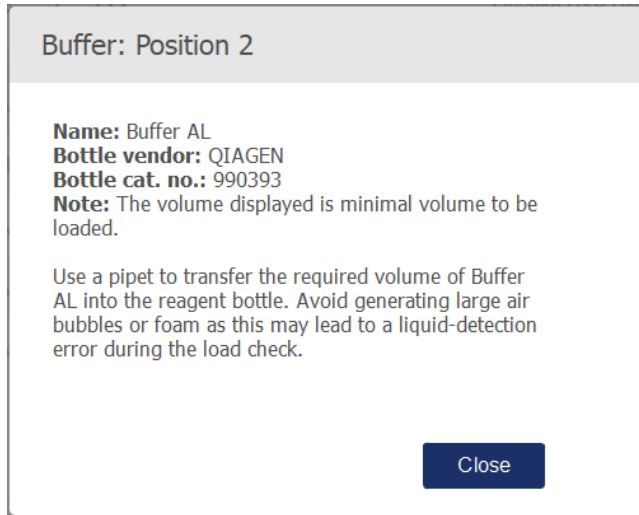 Buffer: Position 2
Name: Buffer AL
Bottle vendor: QIAGEN
Bottle cat. no.: 990393
Note: The volume displayed is minimal volume to be
loaded.
Use a pipet to transfer the required volume of Buffer
AL into the reagent bottle. Avoid generating large air
bubbles or foam as this may lead to a liquid-detection
error during the load check.
Close